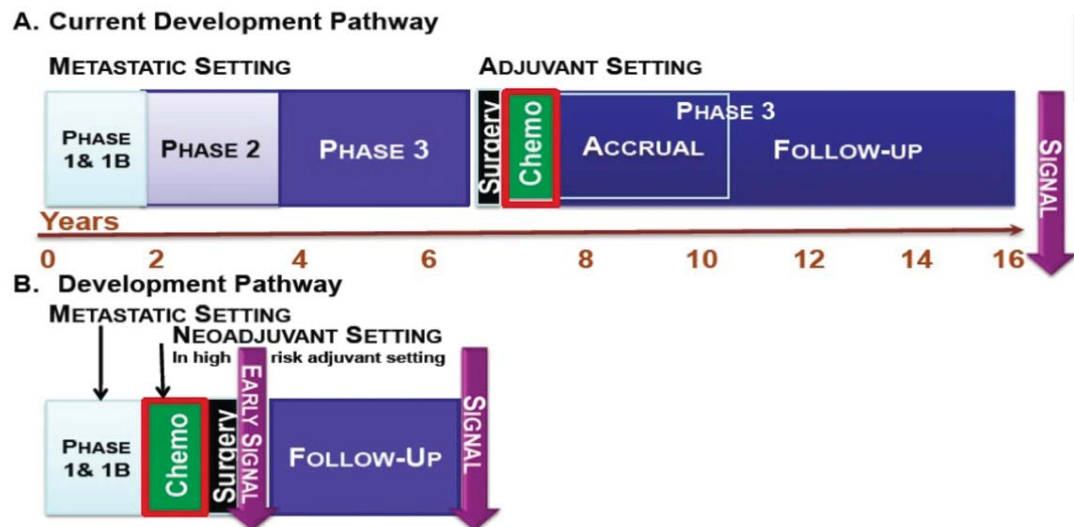 A. Current Development Pathway
METASTATIC SETTING
ADJUVANT SETTING
PHASE
1& 1B
PHASE 2
PHASE 3
Surgery
Chemo
PHASE 3
ACCRUAL
FOLLOW-UP
SIGNAL
Years
0 2 4 6 8 10 12 14 16
B. Development Pathway
METASTATIC SETTING
NEOADJUVANT SETTING
In high risk adjuvant setting
PHASE
1& 1B
Chemo
Surgery
EARLY SIGNAL
FOLLOW-UP
SIGNAL